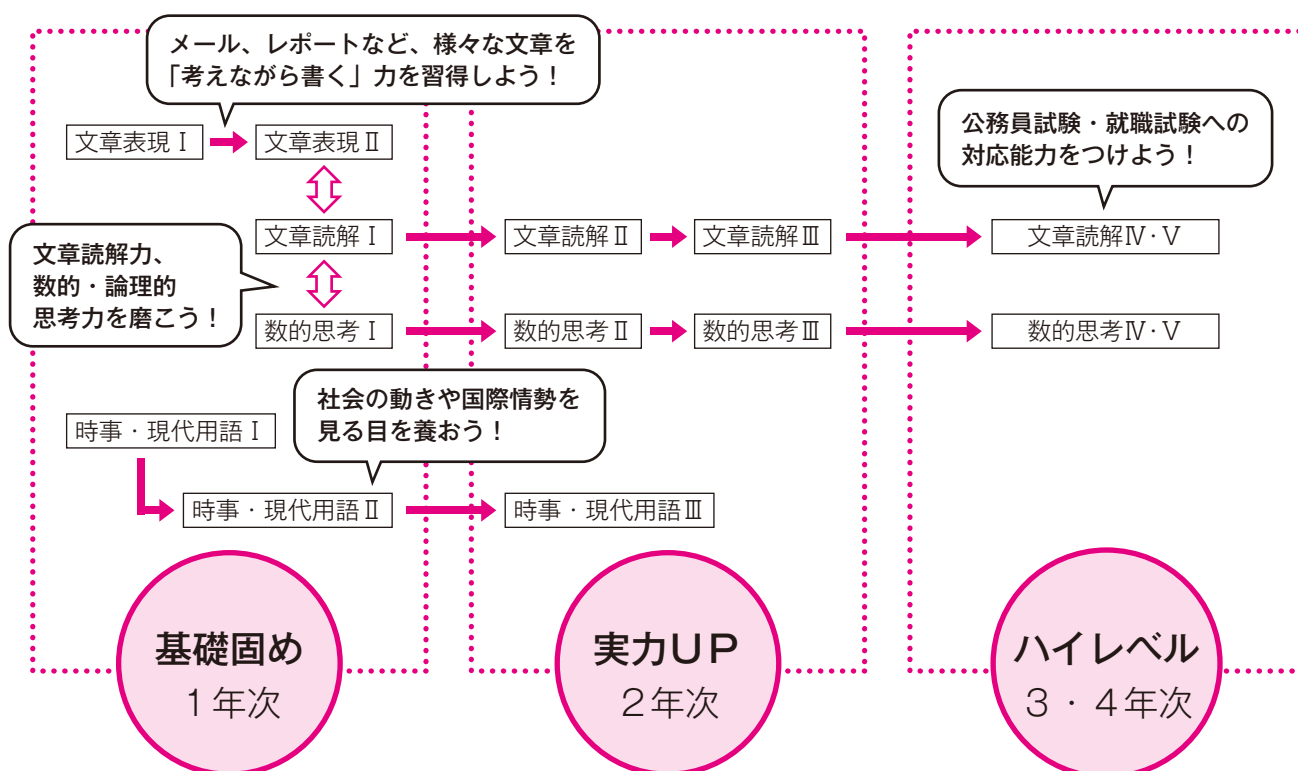 メール、レポートなど、様々な文章を
「考えながら書く」力を習得しよう！
文章表現Ⅰ
文章表現Ⅱ
公務員試験・就職試験への
対応能力をつけよう！
文章読解力、
数的・論理的
思考力を磨こう！
文章読解Ⅰ
文章読解Ⅱ
文章読解Ⅲ
文章読解Ⅳ・Ⅴ
数的思考Ⅰ
数的思考Ⅱ
数的思考Ⅲ
数的思考Ⅳ・Ⅴ
社会の動きや国際情勢を
見る目を養おう！
時事・現代用語Ⅰ
時事・現代用語Ⅱ
時事・現代用語Ⅲ
基礎固め
１年次
実力ＵＰ
２年次
ハイレベル
３・４年次